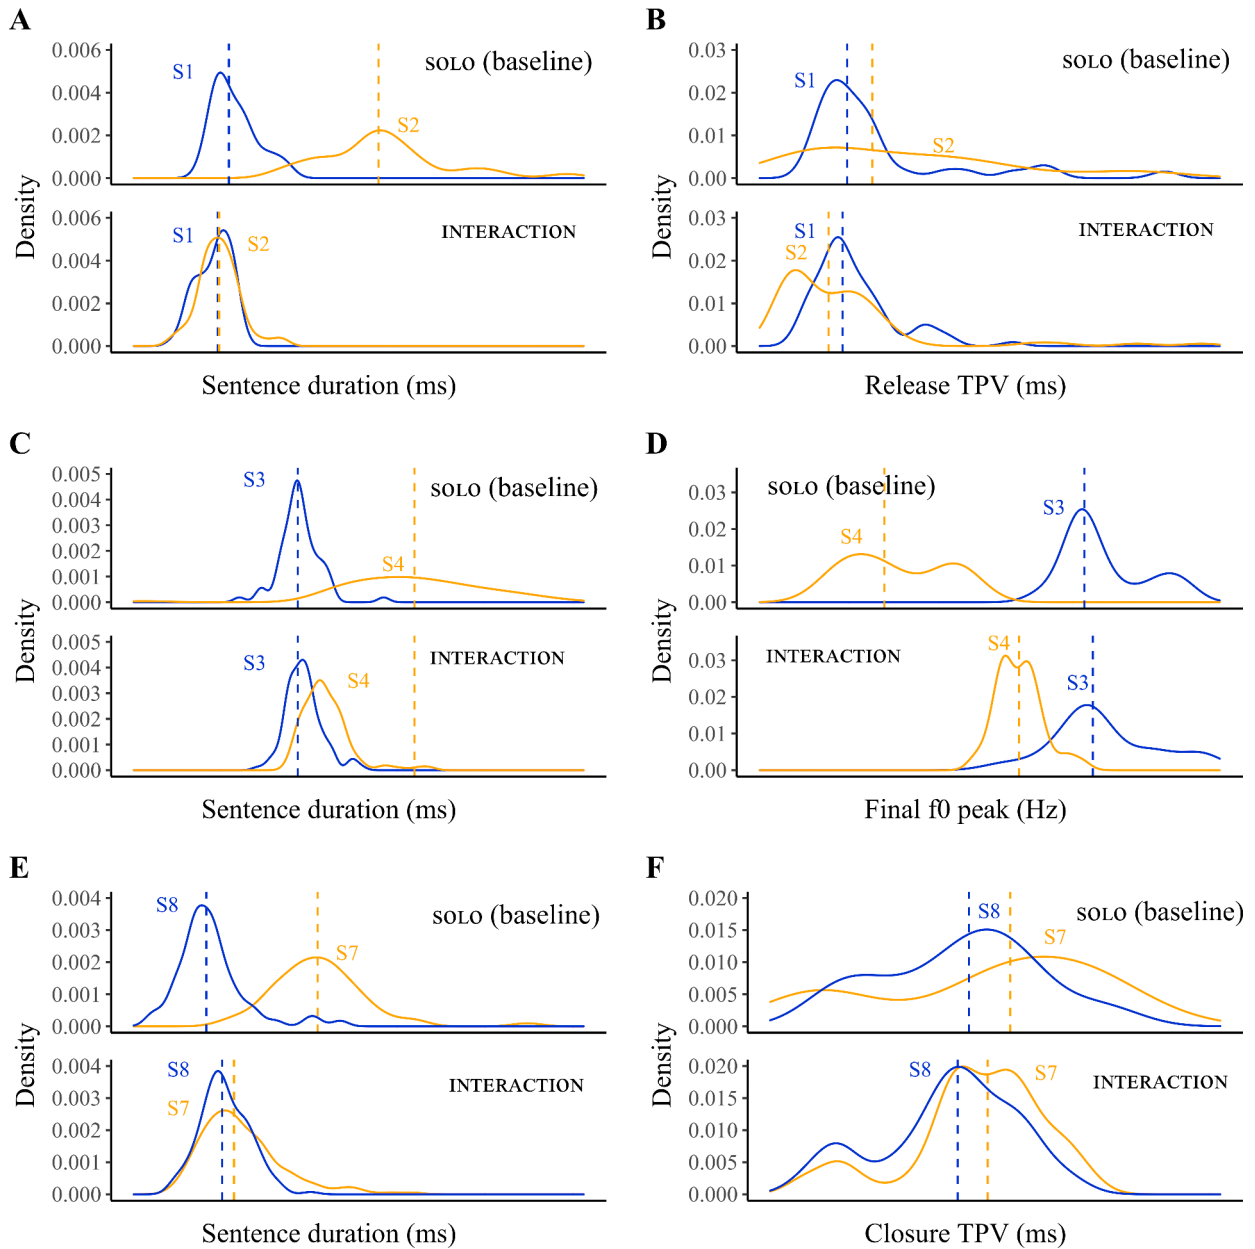 A
0.006
0.004
0.002
0.000
S1
S2
SOLO (baseline)
0.006
0.004
0.002
0.000
S1
S2
INTERACTION
Density
Sentence duration (ms)
B
0.03
0.02
0.01
0.00
S1
S2
SOLO (baseline)
0.03
0.02
0.01
0.00
S1
S2
INTERACTION
Density
Release TPV (ms)
C
0.005
0.004
0.003
0.002
0.001
0.000
S3
S4
SOLO (baseline)
0.005
0.004
0.003
0.002
0.001
0.000
S3
S4
INTERACTION
Density
Sentence duration (ms)
D
0.03
0.02
0.01
0.00
SOLO (baseline)
S4
S3
0.03
0.02
0.01
0.00
INTERACTION
S4
S3
Density
Final f0 peak (Hz)
E
0.004
0.003
0.002
0.001
0.000
S8
S7
SOLO (baseline)
0.004
0.003
0.002
0.001
0.000
S8
S7
INTERACTION
Density
Sentence duration (ms)
F
0.020
0.015
0.010
0.005
0.000
S8
S7
SOLO (baseline)
0.020
0.015
0.010
0.005
0.000
S8
S7
INTERACTION
Density
Closure TPV (ms)